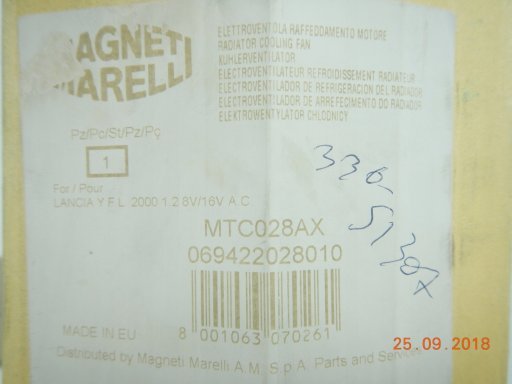 MAGNETI
MARELLI
ELETTROVENTOLA RAFFEDDAMENTO MOTORE
RADIATOR COOLING FAN
KUHLERVENTILATOR
ELECTROVENTILATEUR REFROIDISSEMENT RADIATEUR
ELECTROVENTILADOR DE REFRIGERACION DEL RADIADOR
ELECTROVENTILADOR DE ARREFECIMENTO DO RADIADOR
ELEKTROWENTYLATOR CHLODNICY
Pz/Pc/St/Pz/Pç
1
For / Pour
LANCIA Y F.L. 2000 1.2 8V/16V A.C
MTC028AX
069422028010
8 001063 070261
MADE IN EU
Distributed by Magneti Marelli A.M. S.p.A. Parts and Services
336-
25.09.2018